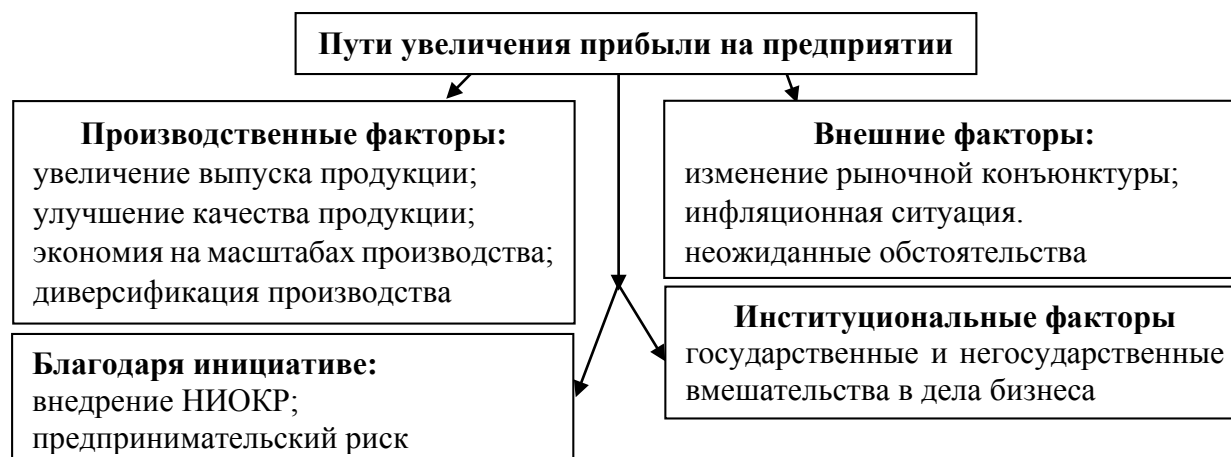 Пути увеличения прибыли на предприятии
Производственные факторы:
увеличение выпуска продукции;
улучшение качества продукции;
экономия на масштабах производства;
диверсификация производства
Внешние факторы:
изменение рыночной конъюнктуры;
инфляционная ситуация.
неожиданные обстоятельства
Благодаря инициативе:
внедрение НИОКР;
предпринимательский риск
Институциональные факторы
государственные и негосударственные
вмешательства в дела бизнеса